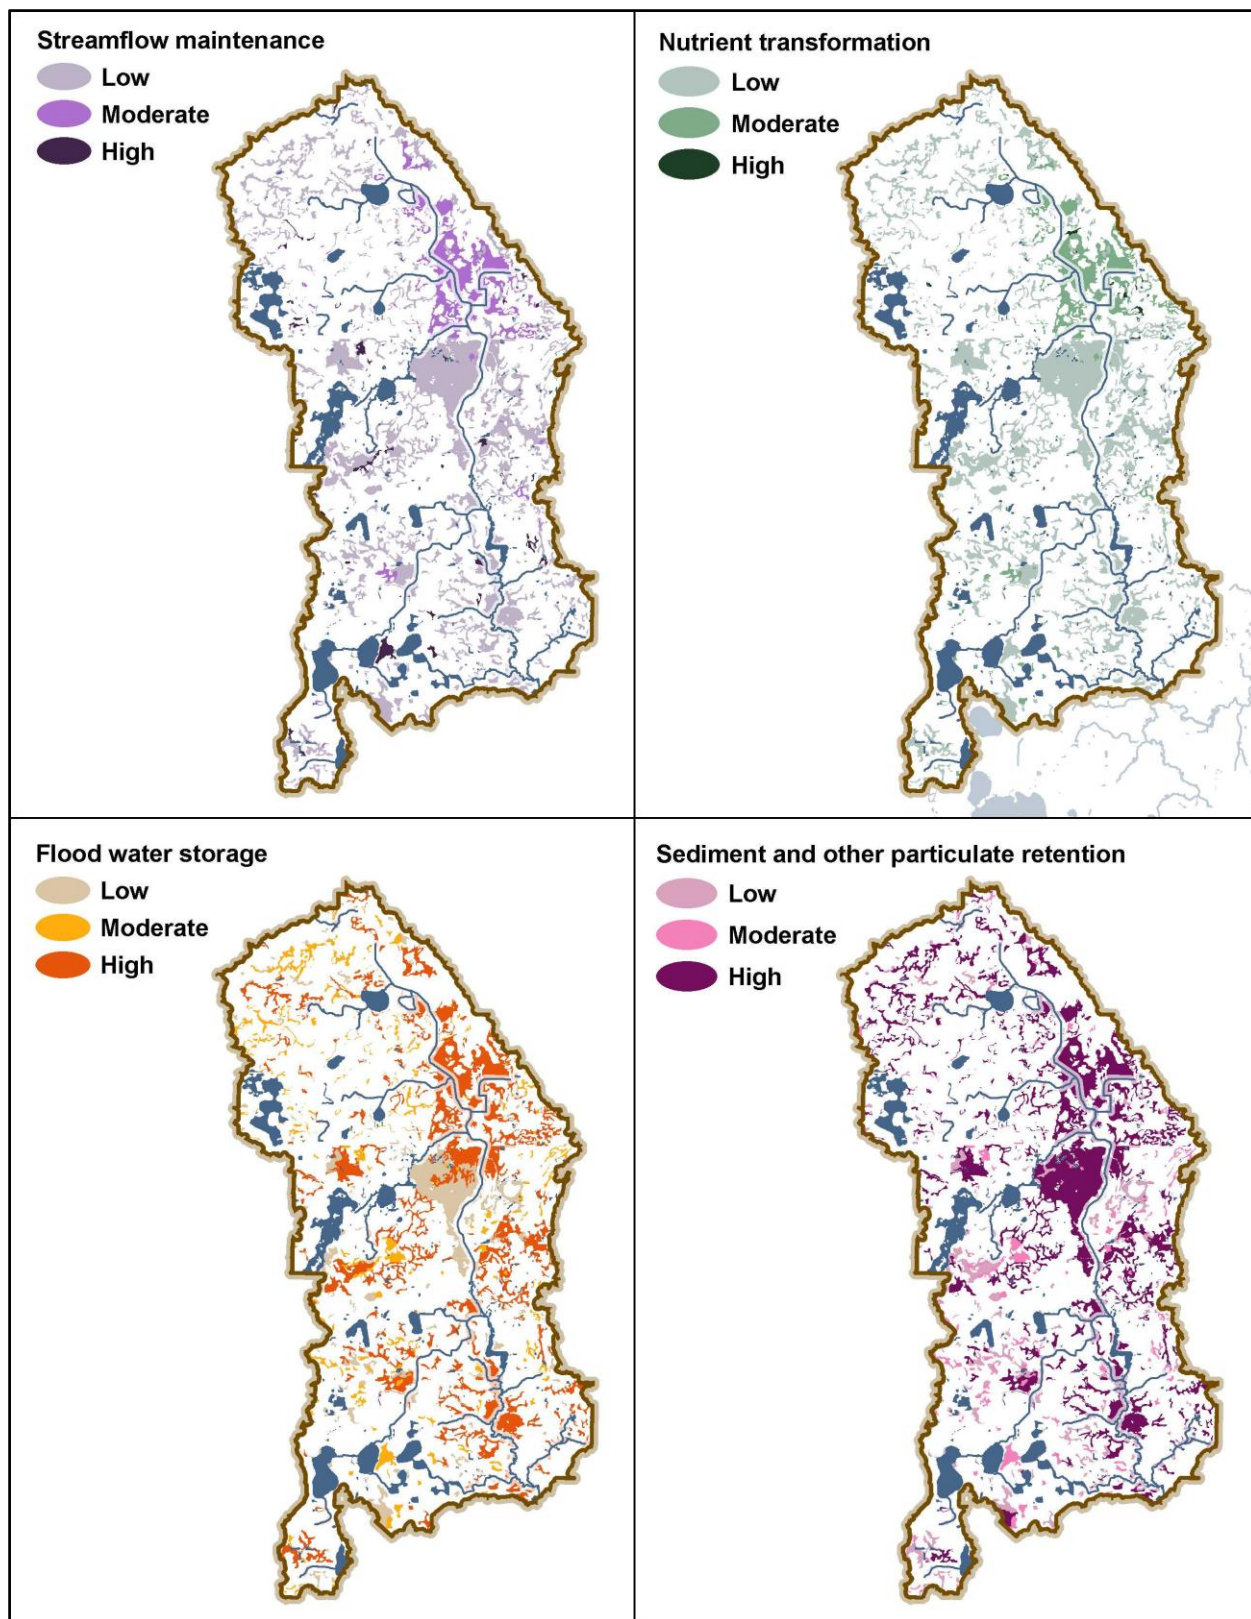 Streamflow maintenance
Low
Moderate
High
Nutrient transformation
Low
Moderate
High
Flood water storage
Low
Moderate
High
Sediment and other particulate retention
Low
Moderate
High